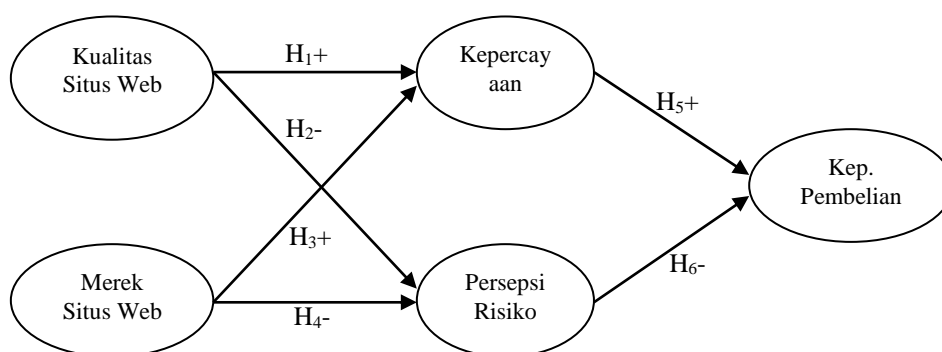 Kualitas
Situs Web
H₁+
Kepercay
aan
H₅+
H₂-
Kep.
Pembelian
H₃+
Merek
Situs Web
H₄-
Persepsi
Risiko
H₆-